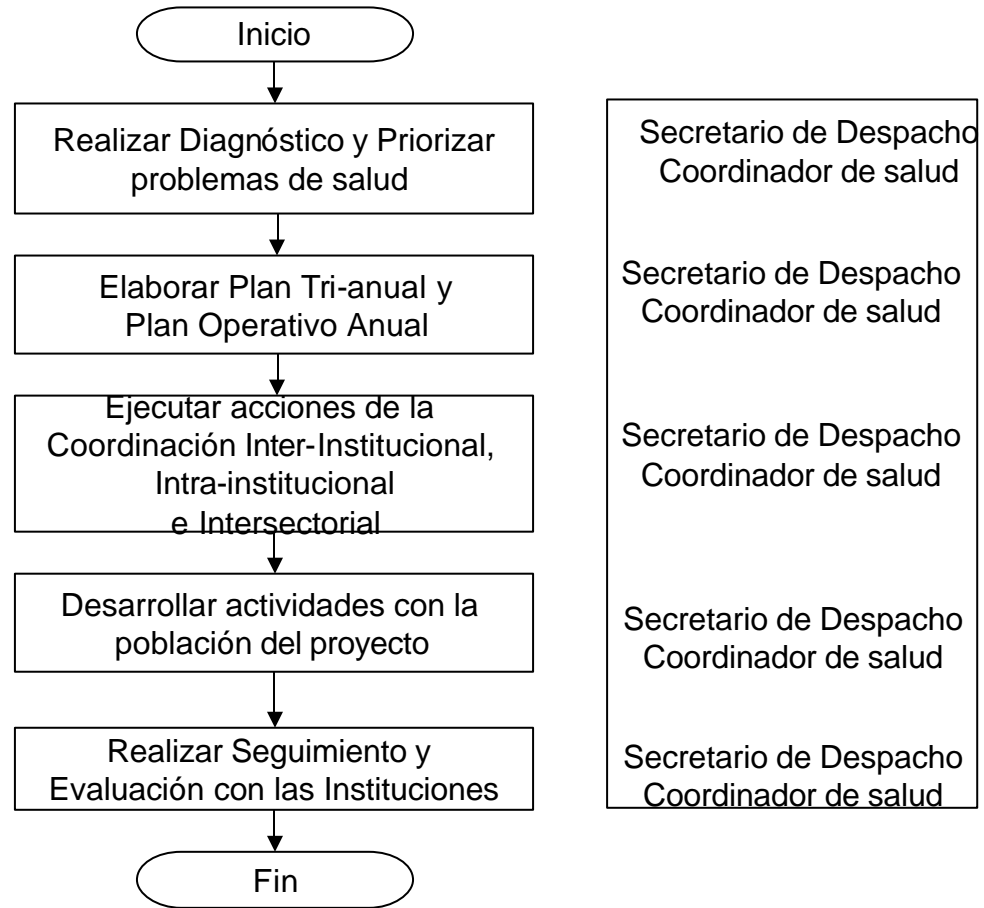 Inicio
Realizar Diagnóstico y Priorizar
problemas de salud
Secretario de Despacho
Coordinador de salud
Elaborar Plan Tri-anual y
Plan Operativo Anual
Secretario de Despacho
Coordinador de salud
Ejecutar acciones de la
Coordinación Inter-Institucional,
Intra-institucional
e Intersectorial
Secretario de Despacho
Coordinador de salud
Desarrollar actividades con la
población del proyecto
Secretario de Despacho
Coordinador de salud
Realizar Seguimiento y
Evaluación con las Instituciones
Secretario de Despacho
Coordinador de salud
Fin